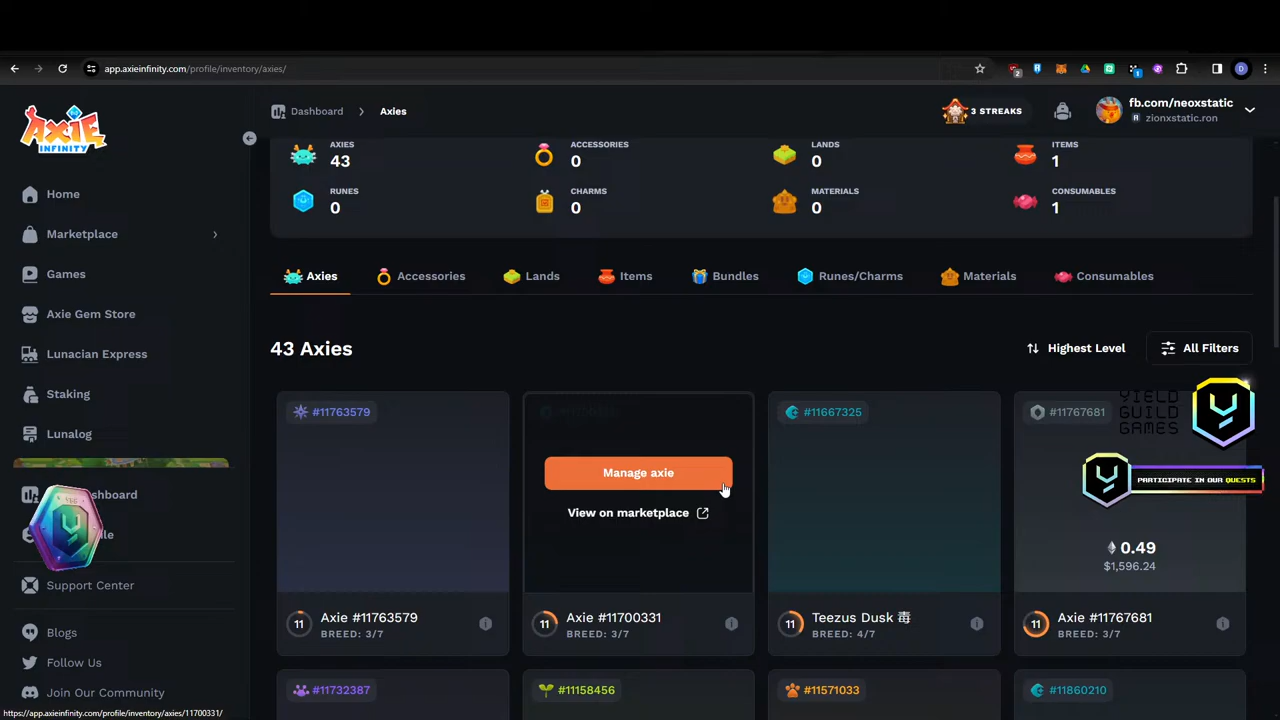 app.axieinfinity.com/profile/inventory/axies/
2
1
D
AXIE
INFINITY
Dashboard
Axies
3 STREAKS
fb.com/neoxstatic
zionxstatic.ron
AXIES
43
ACCESSORIES
0
LANDS
0
ITEMS
1
RUNES
0
CHARMS
0
MATERIALS
0
CONSUMABLES
1
Home
Marketplace
Games
Axie Gem Store
Lunacian Express
Staking
Lunalog
Support Center
Blogs
Follow Us
Join Our Community
Axies
Accessories
Lands
Items
Bundles
Runes/Charms
Materials
Consumables
43 Axies
Highest Level
All Filters
#11763579
#11667325
#11767681
Manage axie
View on marketplace
0.49
$1,596.24
YIELD
GUILD
GAMES
PARTICIPATE IN OUR QUESTS
11
Axie #11763579
BREED: 3/7
11
Axie #11700331
BREED: 3/7
11
Teezus Dusk 毒
BREED: 4/7
11
Axie #11767681
BREED: 3/7
#11732387
#11158456
#11571033
#11860210
https://app.axieinfinity.com/profile/inventory/axies/11700331/